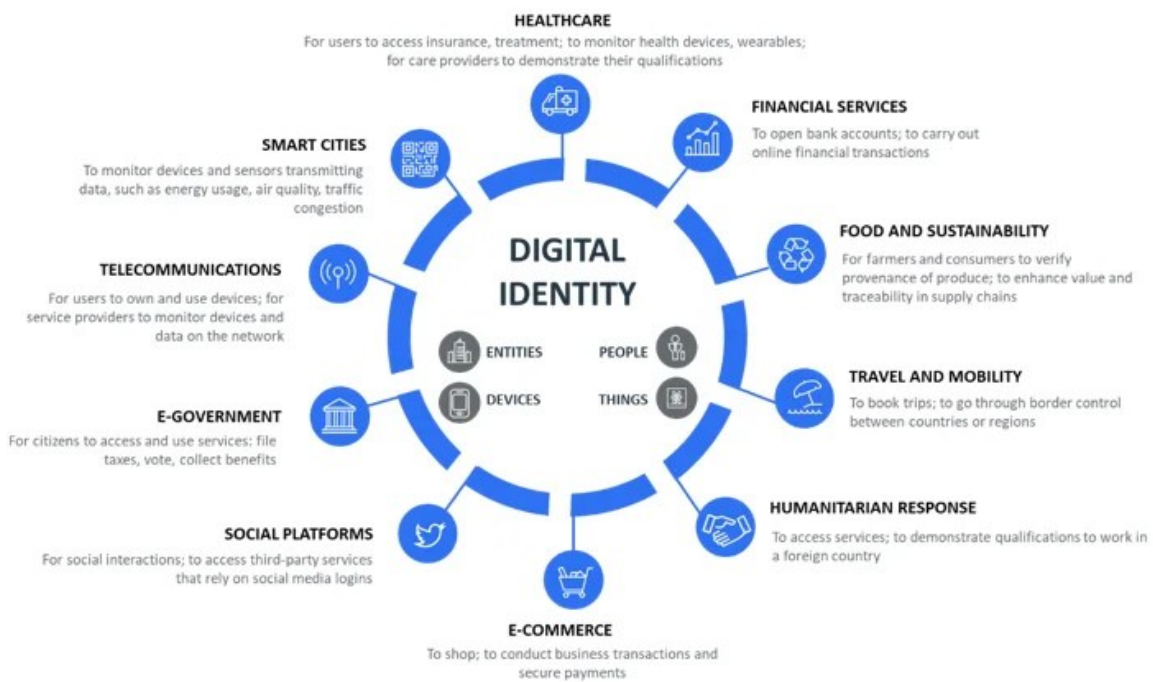 HEALTHCARE
For users to access insurance, treatment; to monitor health devices, wearables;
for care providers to demonstrate their qualifications
FINANCIAL SERVICES
To open bank accounts; to carry out
online financial transactions
SMART CITIES
To monitor devices and sensors transmitting
data, such as energy usage, air quality, traffic
congestion
FOOD AND SUSTAINABILITY
For farmers and consumers to verify
provenance of produce; to enhance value and
traceability in supply chains
TELECOMMUNICATIONS
For users to own and use devices; for
service providers to monitor devices and
data on the network
DIGITAL
IDENTITY
ENTITIES
PEOPLE
DEVICES
THINGS
TRAVEL AND MOBILITY
To book trips; to go through border control
between countries or regions
E-GOVERNMENT
For citizens to access and use services: file
taxes, vote, collect benefits
HUMANITARIAN RESPONSE
To access services; to demonstrate qualifications to work in
a foreign country
SOCIAL PLATFORMS
For social interactions; to access third-party services
that rely on social media logins
E-COMMERCE
To shop; to conduct business transactions and
secure payments